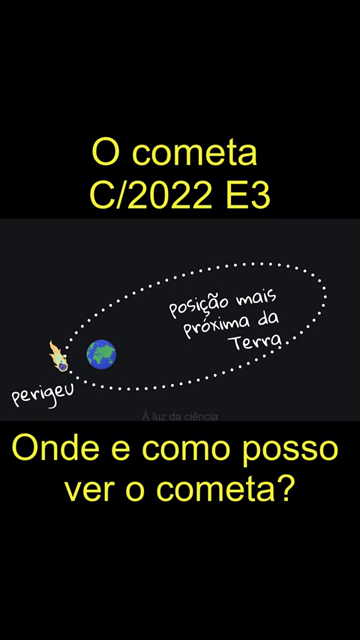 O cometa
C/2022 E3
posição mais
próxima da
Terra
perigeu
À luz da ciência
Onde e como posso
ver o cometa?